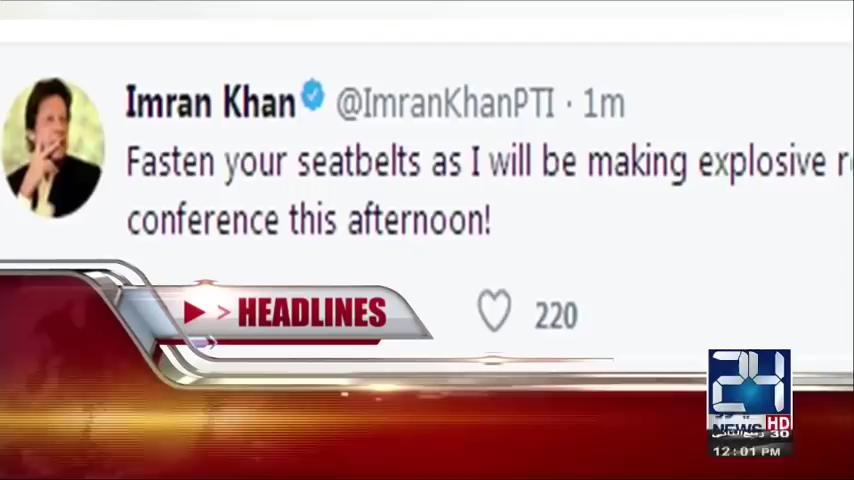 Imran Khan @ImranKhanPTI · 1m
Fasten your seatbelts as I will be making explosive
conference this afternoon!
220
> HEADLINES
24
NEWS HD
30
12:01 PM